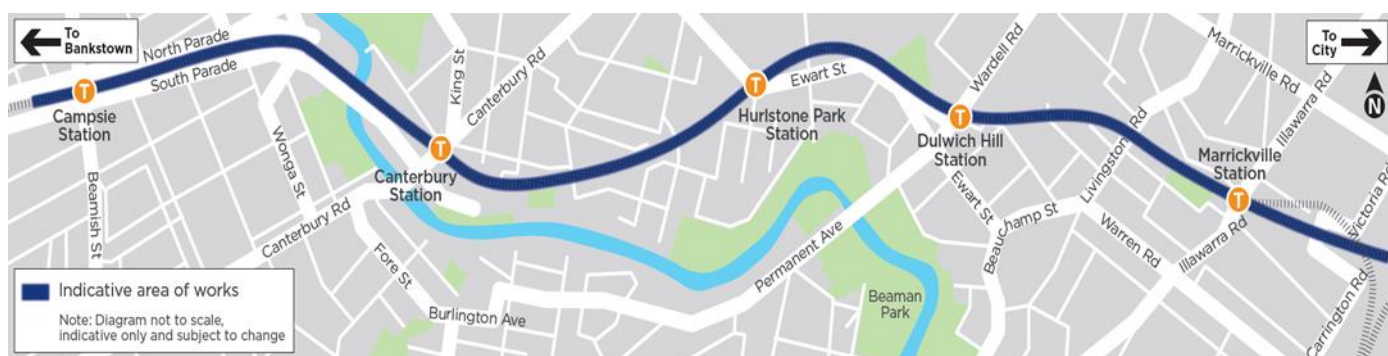 To
Bankstown
North Parade
South Parade
Campsie
Station
Beamish St
Wonga St
Canterbury Rd
Fore St
King St
Canterbury Rd
Canterbury
Station
Burlington Ave
Hurlstone Park
Station
Ewart St
Wardell Rd
Dulwich Hill
Station
Ewart St
Permanent Ave
Beaman
Park
Beauchamp St
Livingston Rd
Warren Rd
Marrickville Rd
Illawarra Rd
Marrickville
Station
Illawarra Rd
Victoria Rd
Carrington Rd
To
City
N
T
T
T
T
T
Indicative area of works
Note: Diagram not to scale,
indicative only and subject to change